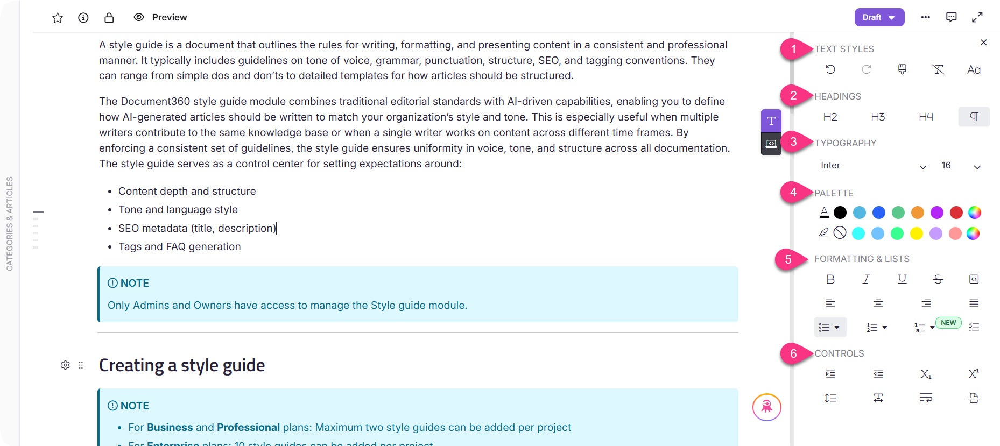 Preview
Draft
CATEGORIES & ARTICLES
A style guide is a document that outlines the rules for writing, formatting, and presenting content in a consistent and professional
manner. It typically includes guidelines on tone of voice, grammar, punctuation, structure, SEO, and tagging conventions. They
can range from simple dos and don’ts to detailed templates for how articles should be structured.
The Document360 style guide module combines traditional editorial standards with AI-driven capabilities, enabling you to define
how AI-generated articles should be written to match your organization’s style and tone. This is especially useful when multiple
writers contribute to the same knowledge base or when a single writer works on content across different time frames. By
enforcing a consistent set of guidelines, the style guide ensures uniformity in voice, tone, and structure across all documentation.
The style guide serves as a control center for setting expectations around:
• Content depth and structure
• Tone and language style
• SEO metadata (title, description)
• Tags and FAQ generation
NOTE
Only Admins and Owners have access to manage the Style guide module.
Creating a style guide
NOTE
• For Business and Professional plans: Maximum two style guides can be added per project
• For Enterprise plans: 10 style guides can be added per project
T
1 TEXT STYLES
Aa
2 HEADINGS
H2 H3 H4 ¶
3 TYPOGRAPHY
Inter 16
4 PALETTE
A
5 FORMATTING & LISTS
B I U S
1 2 1 a NEW
6 CONTROLS
X₁ X¹
T